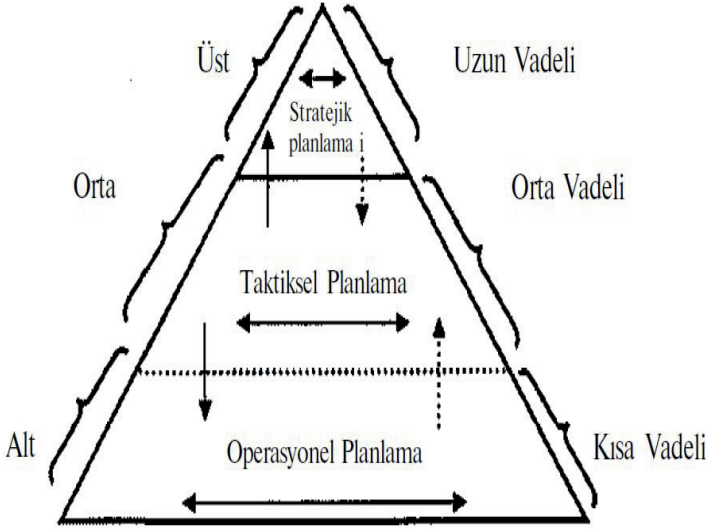 Üst
Uzun Vadeli
Stratejik
planlama i
Orta
Orta Vadeli
Taktiksel Planlama
Alt
Operasyonel Planlama
Kısa Vadeli